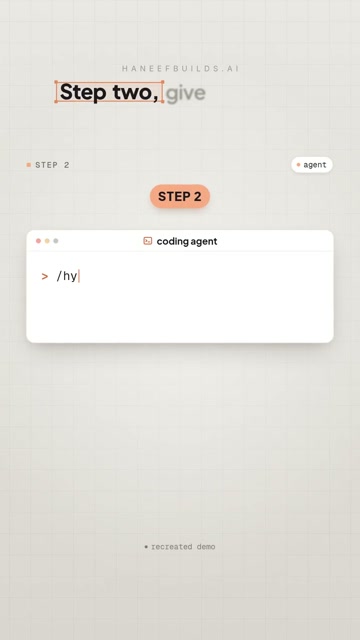 HANEEFBUILDS.AI
Step two, give
STEP 2
agent
STEP 2
coding agent
> /hy
recreated demo